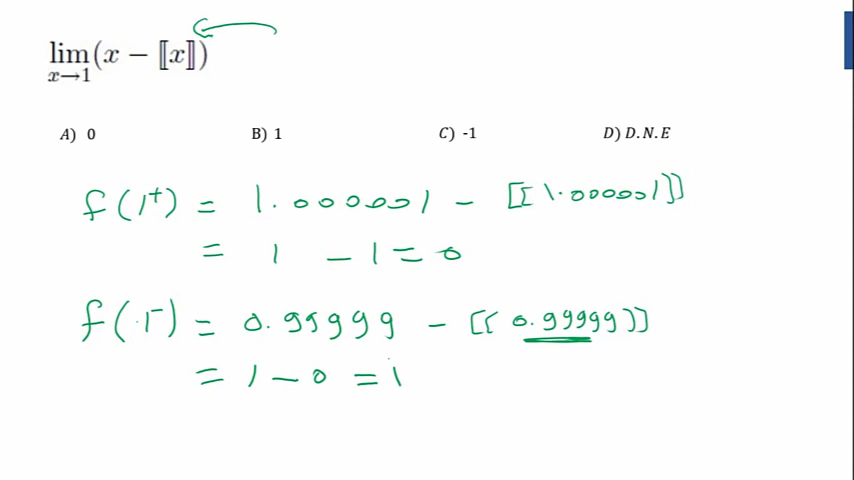 lim(x − ⟦x⟧)
x→1
A) 0 B) 1 C) -1 D) D.N.E
f(1⁺) = 1.000001 − [[1.000001]]
= 1 − 1 = 0
f(1⁻) = 0.99999 − [[0.99999]]
= 1 − 0 = 1